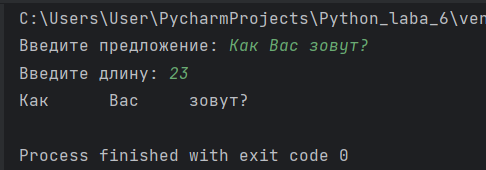 C:\Users\User\PycharmProjects\Python_laba_6\ven
Введите предложение: Как Вас зовут?
Введите длину: 23
Как      Вас     зовут?
Process finished with exit code 0